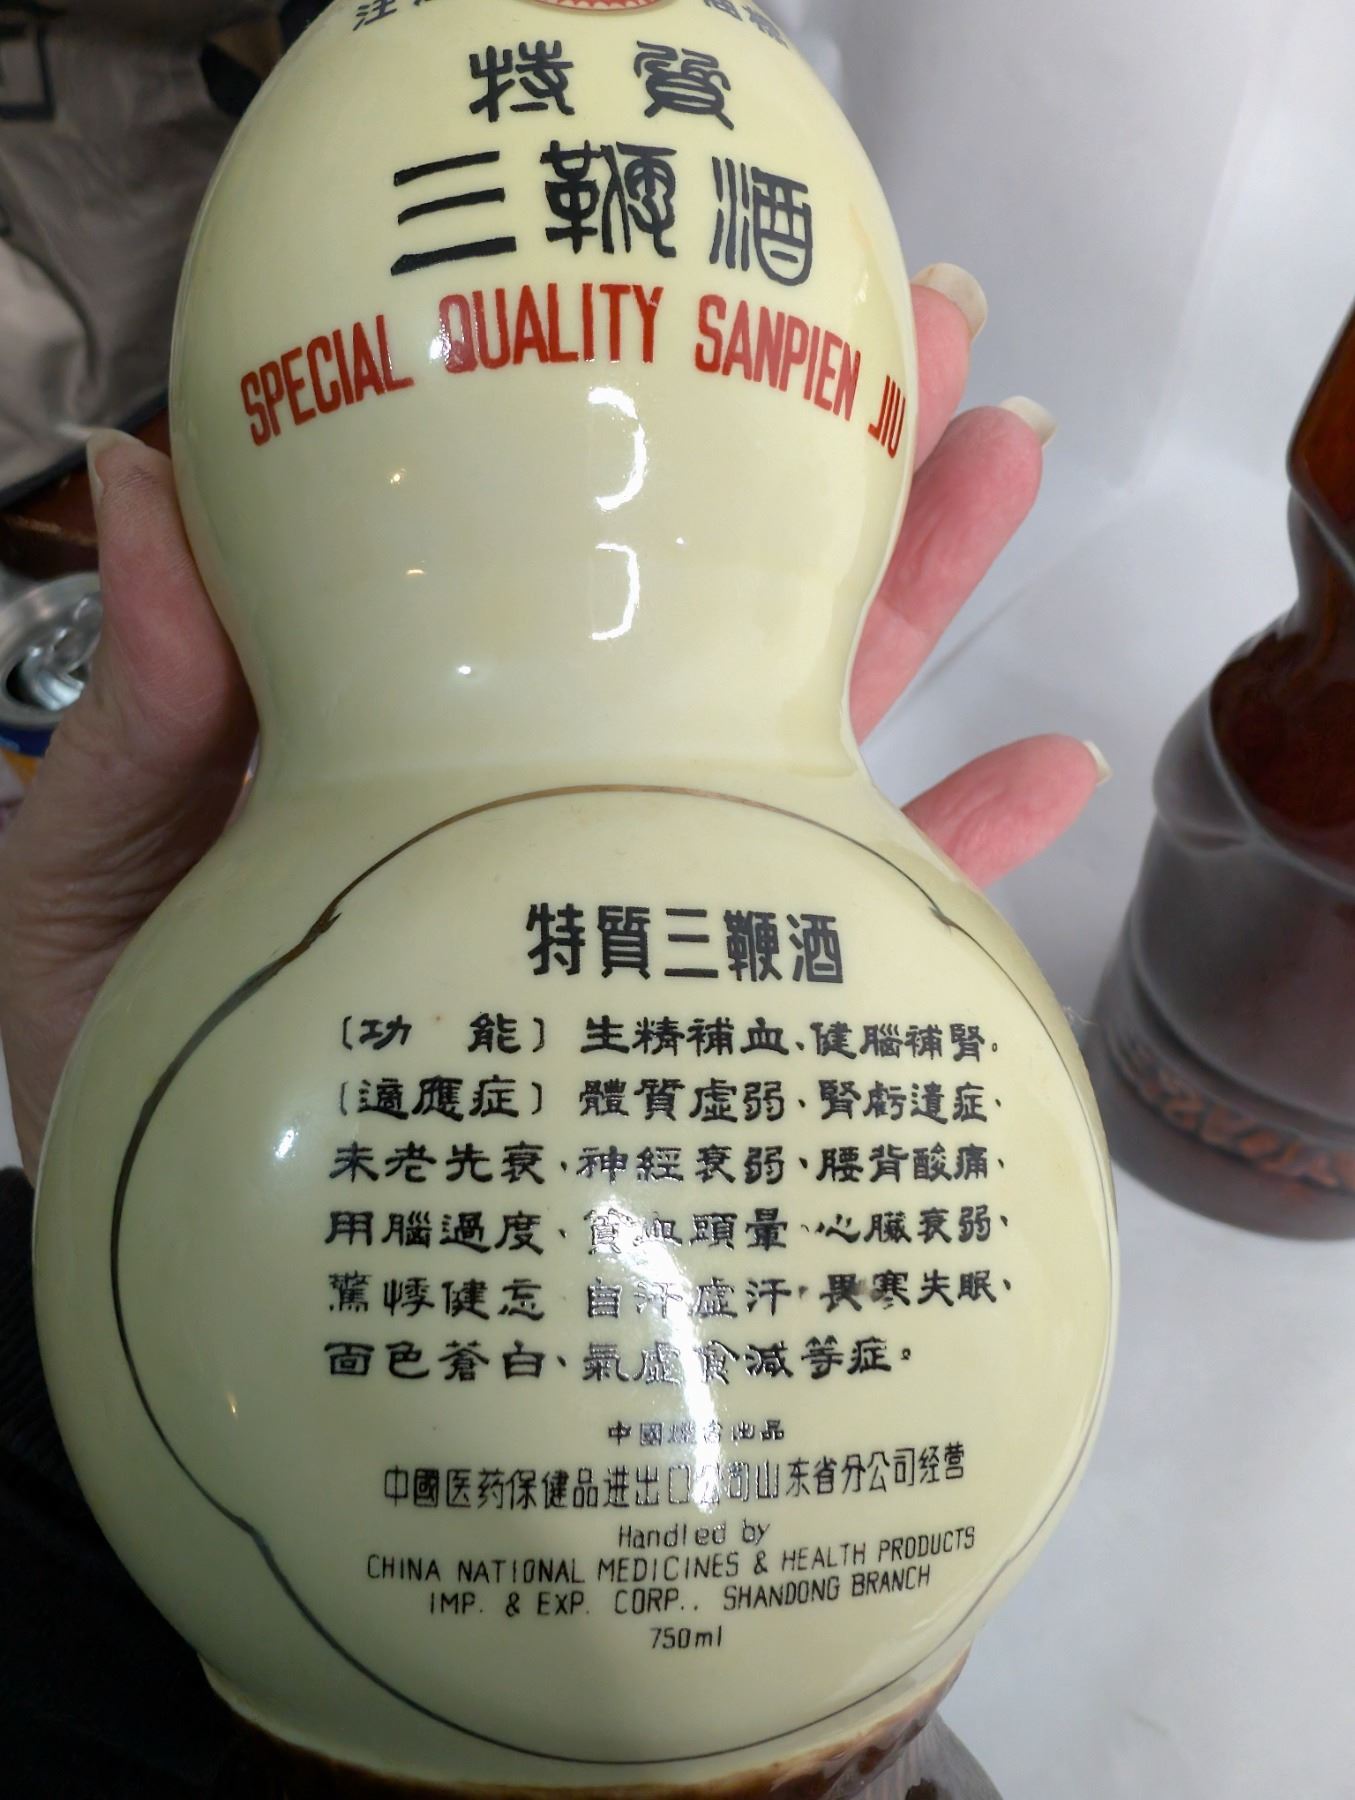 特質
三鞭酒
SPECIAL QUALITY SANPIEN JIU
特質三鞭酒
〔功 能〕生精補血、健腦補腎。
〔適應症〕體質虛弱、腎虧遺症、
未老先衰、神經衰弱、腰背酸痛、
用腦過度、貧血頭暈、心臟衰弱、
驚悸健忘 自汗虛汗、畏寒失眠、
面色蒼白、氣虛食減等症。
中國烟台出品
中國医药保健品进出口公司山东省分公司经营
Handled by
CHINA NATIONAL MEDICINES & HEALTH PRODUCTS
IMP. & EXP. CORP.. SHANDONG BRANCH
750ml